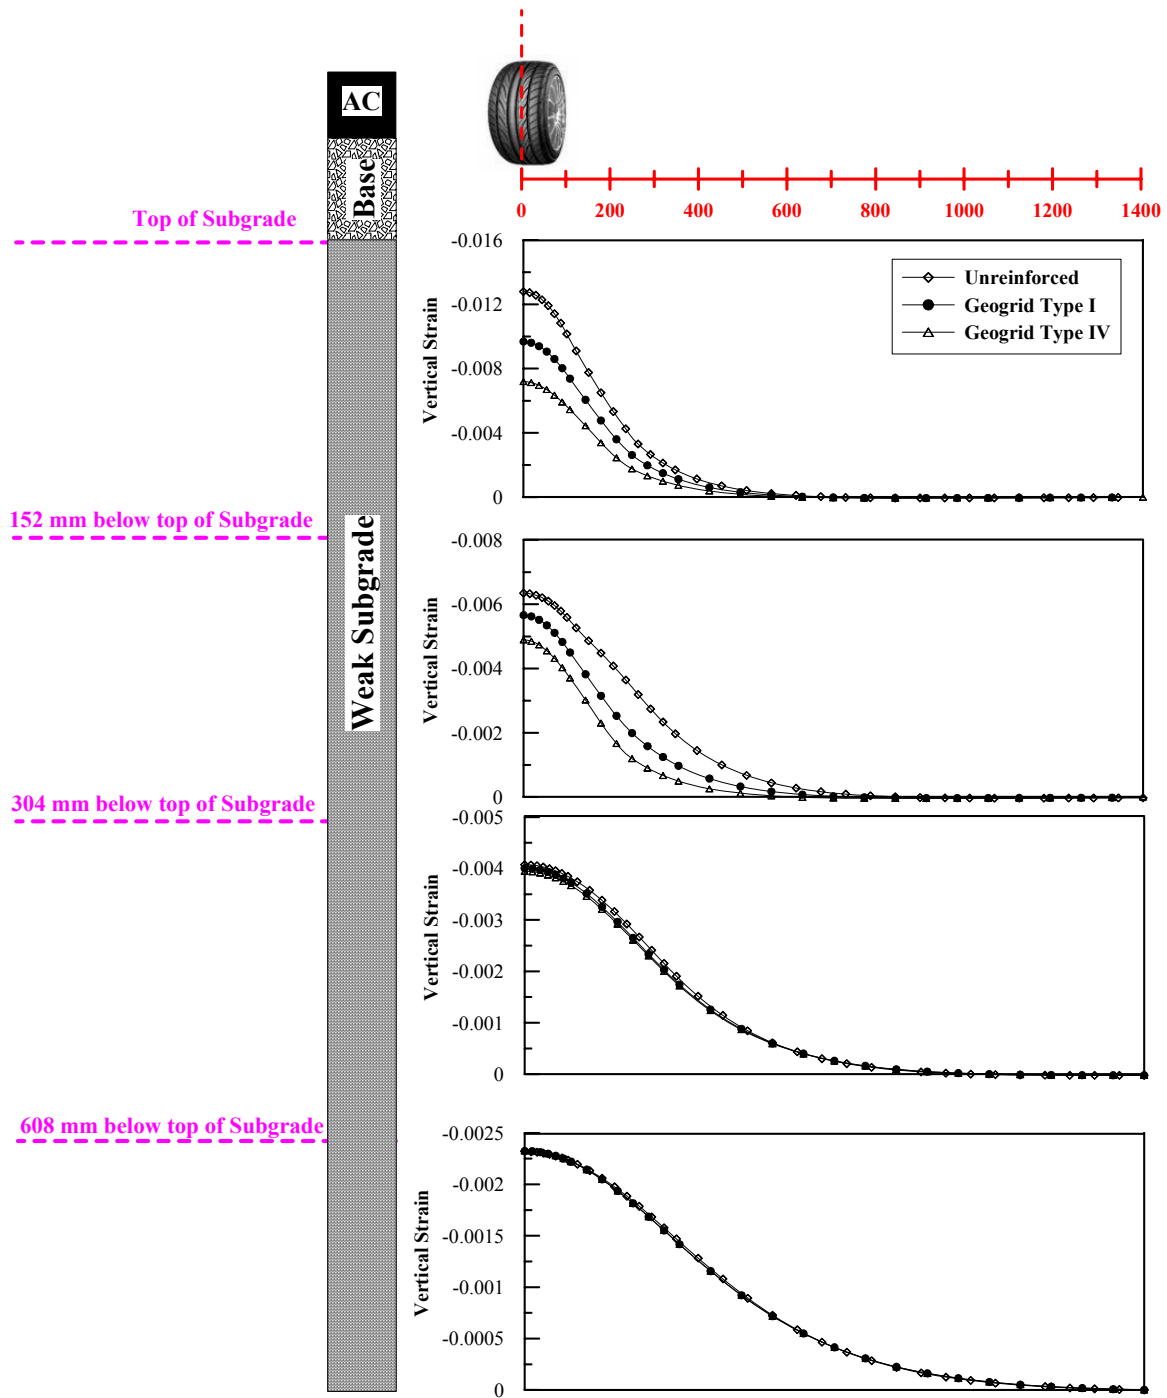 AC
Base
Top of Subgrade
0 200 400 600 800 1000 1200 1400
-0.016
-0.012
-0.008
-0.004
0
Vertical Strain
Unreinforced
Geogrid Type I
Geogrid Type IV
152 mm below top of Subgrade
Weak Subgrade
-0.008
-0.006
-0.004
-0.002
0
Vertical Strain
304 mm below top of Subgrade
-0.005
-0.004
-0.003
-0.002
-0.001
0
Vertical Strain
608 mm below top of Subgrade
-0.0025
-0.002
-0.0015
-0.001
-0.0005
0
Vertical Strain